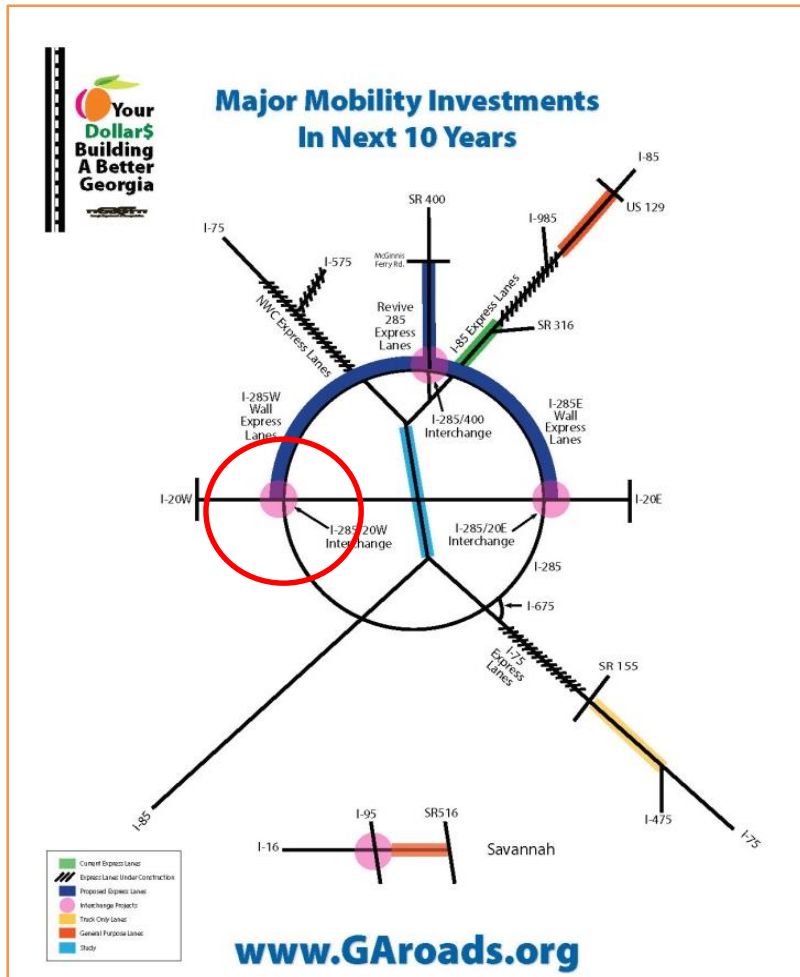 Your
Dollar$
Building
A Better
Georgia
Major Mobility Investments
In Next 10 Years
I-85
SR 400
US 129
I-985
I-75
McGinnis
Ferry Rd.
I-575
Revive
285
Express
Lanes
I-85 Express Lanes
SR 316
NWC Express Lanes
I-285W
Wall
Express
Lanes
I-285/400
Interchange
I-285E
Wall
Express
Lanes
I-20W
I-20E
I-285/20W
Interchange
I-285/20E
Interchange
I-285
I-675
I-75
Express
Lanes
SR 155
I-85
I-475
I-75
I-95
SR516
I-16
Savannah
Current Express Lanes
Express Lanes Under Construction
Proposed Express Lanes
Interchange Projects
Truck Only Lanes
General Purpose Lanes
Study
www.GAroads.org